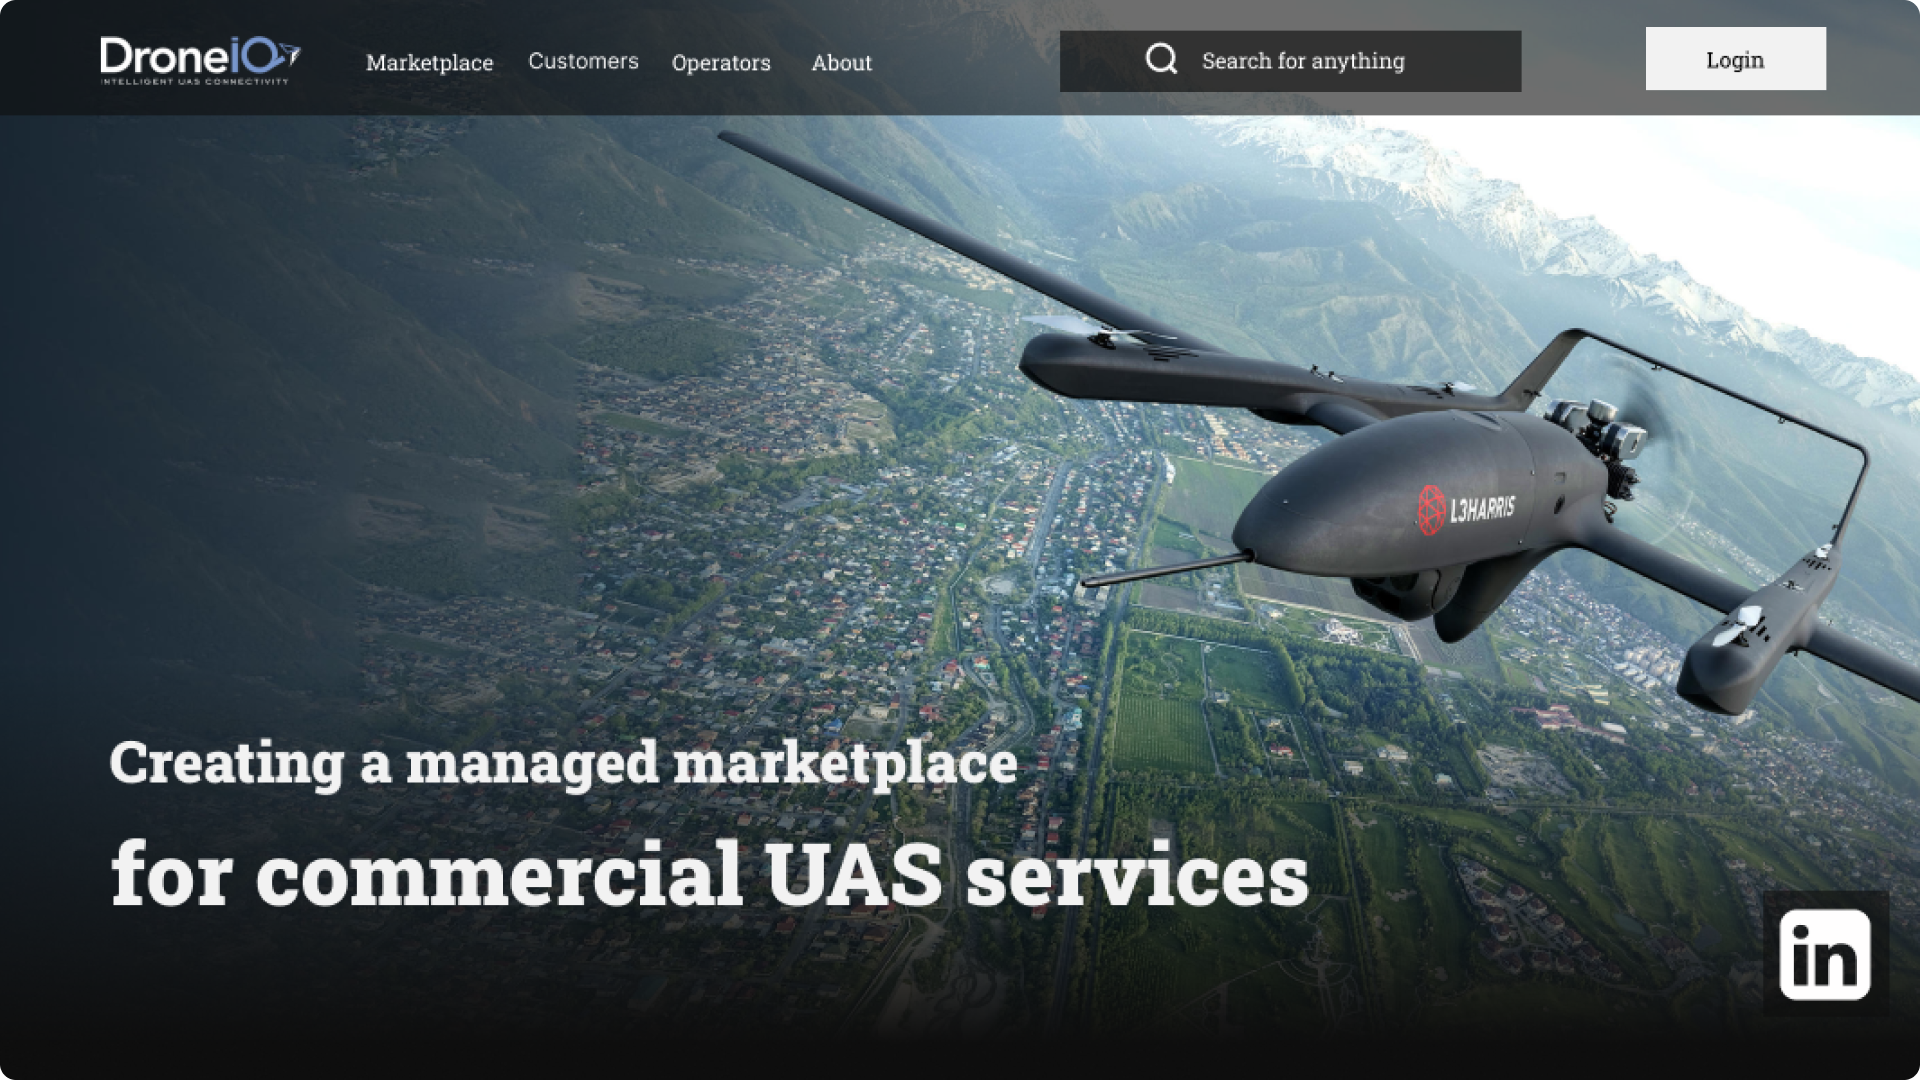 DroneIQ
INTELLIGENT UAS CONNECTIVITY
Marketplace
Customers
Operators
About
Search for anything
Login
L3HARRIS
Creating a managed marketplace
for commercial UAS services
in